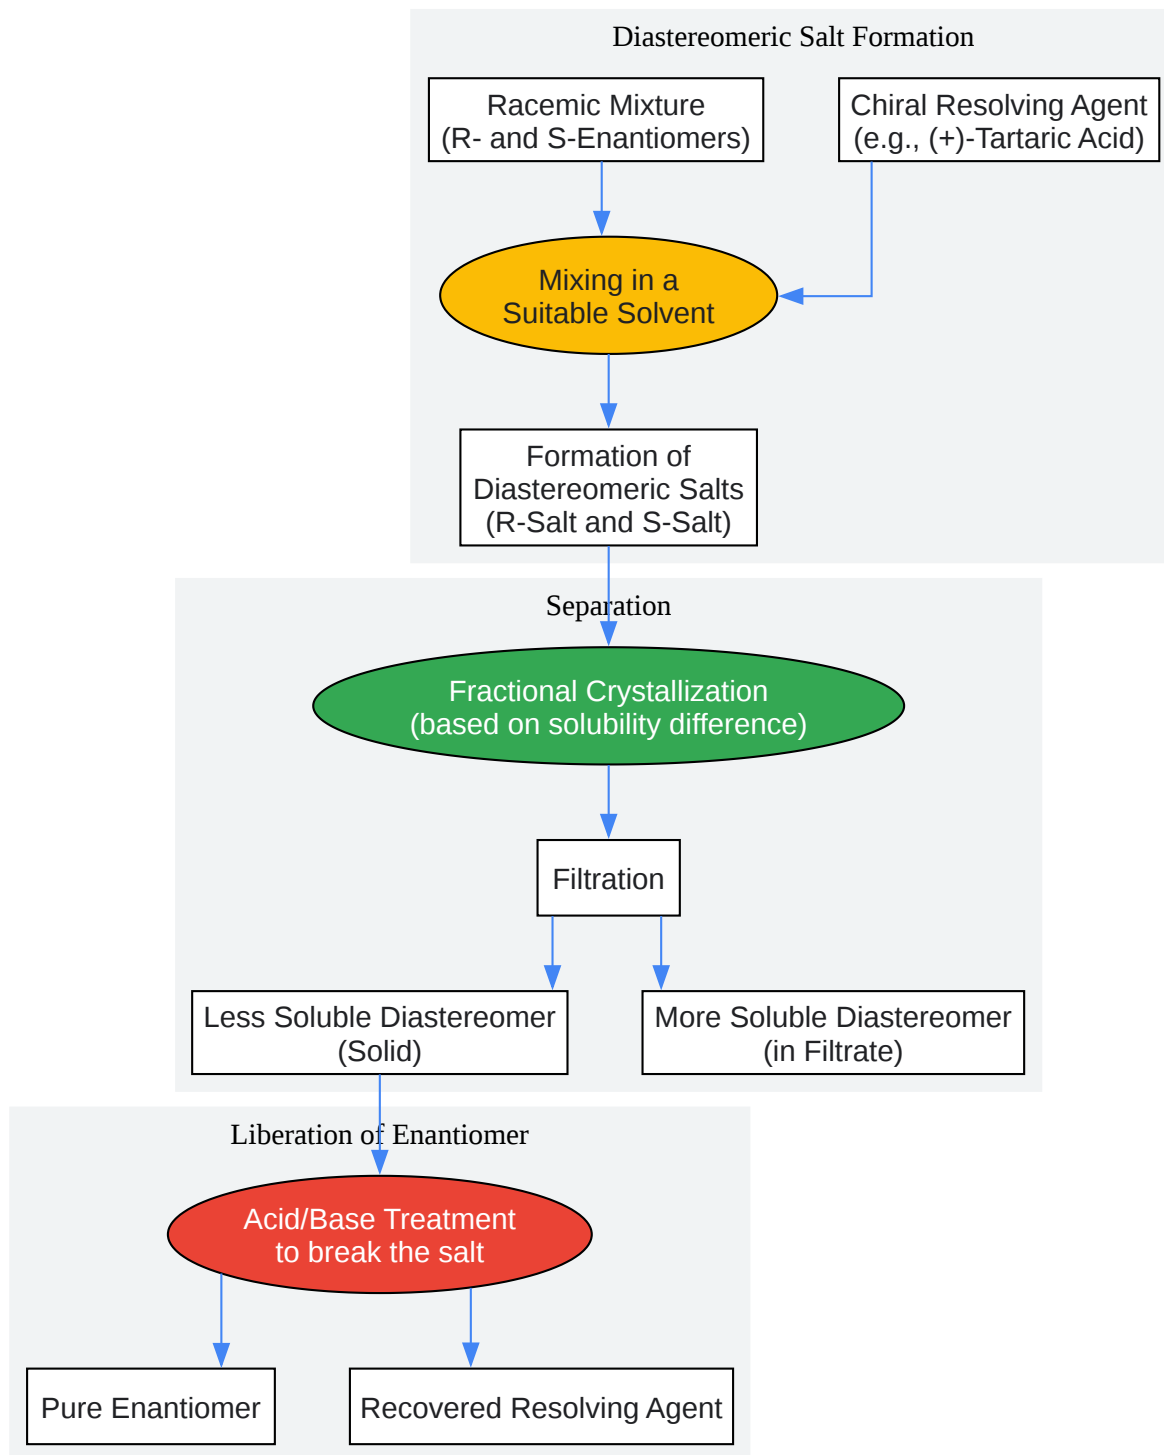 Diastereomeric Salt Formation
Racemic Mixture
(R- and S-Enantiomers)
Chiral Resolving Agent
(e.g., (+)-Tartaric Acid)
Mixing in a
Suitable Solvent
Formation of
Diastereomeric Salts
(R-Salt and S-Salt)
Separation
Fractional Crystallization
(based on solubility difference)
Filtration
Less Soluble Diastereomer
(Solid)
More Soluble Diastereomer
(in Filtrate)
Liberation of Enantiomer
Acid/Base Treatment
to break the salt
Pure Enantiomer
Recovered Resolving Agent